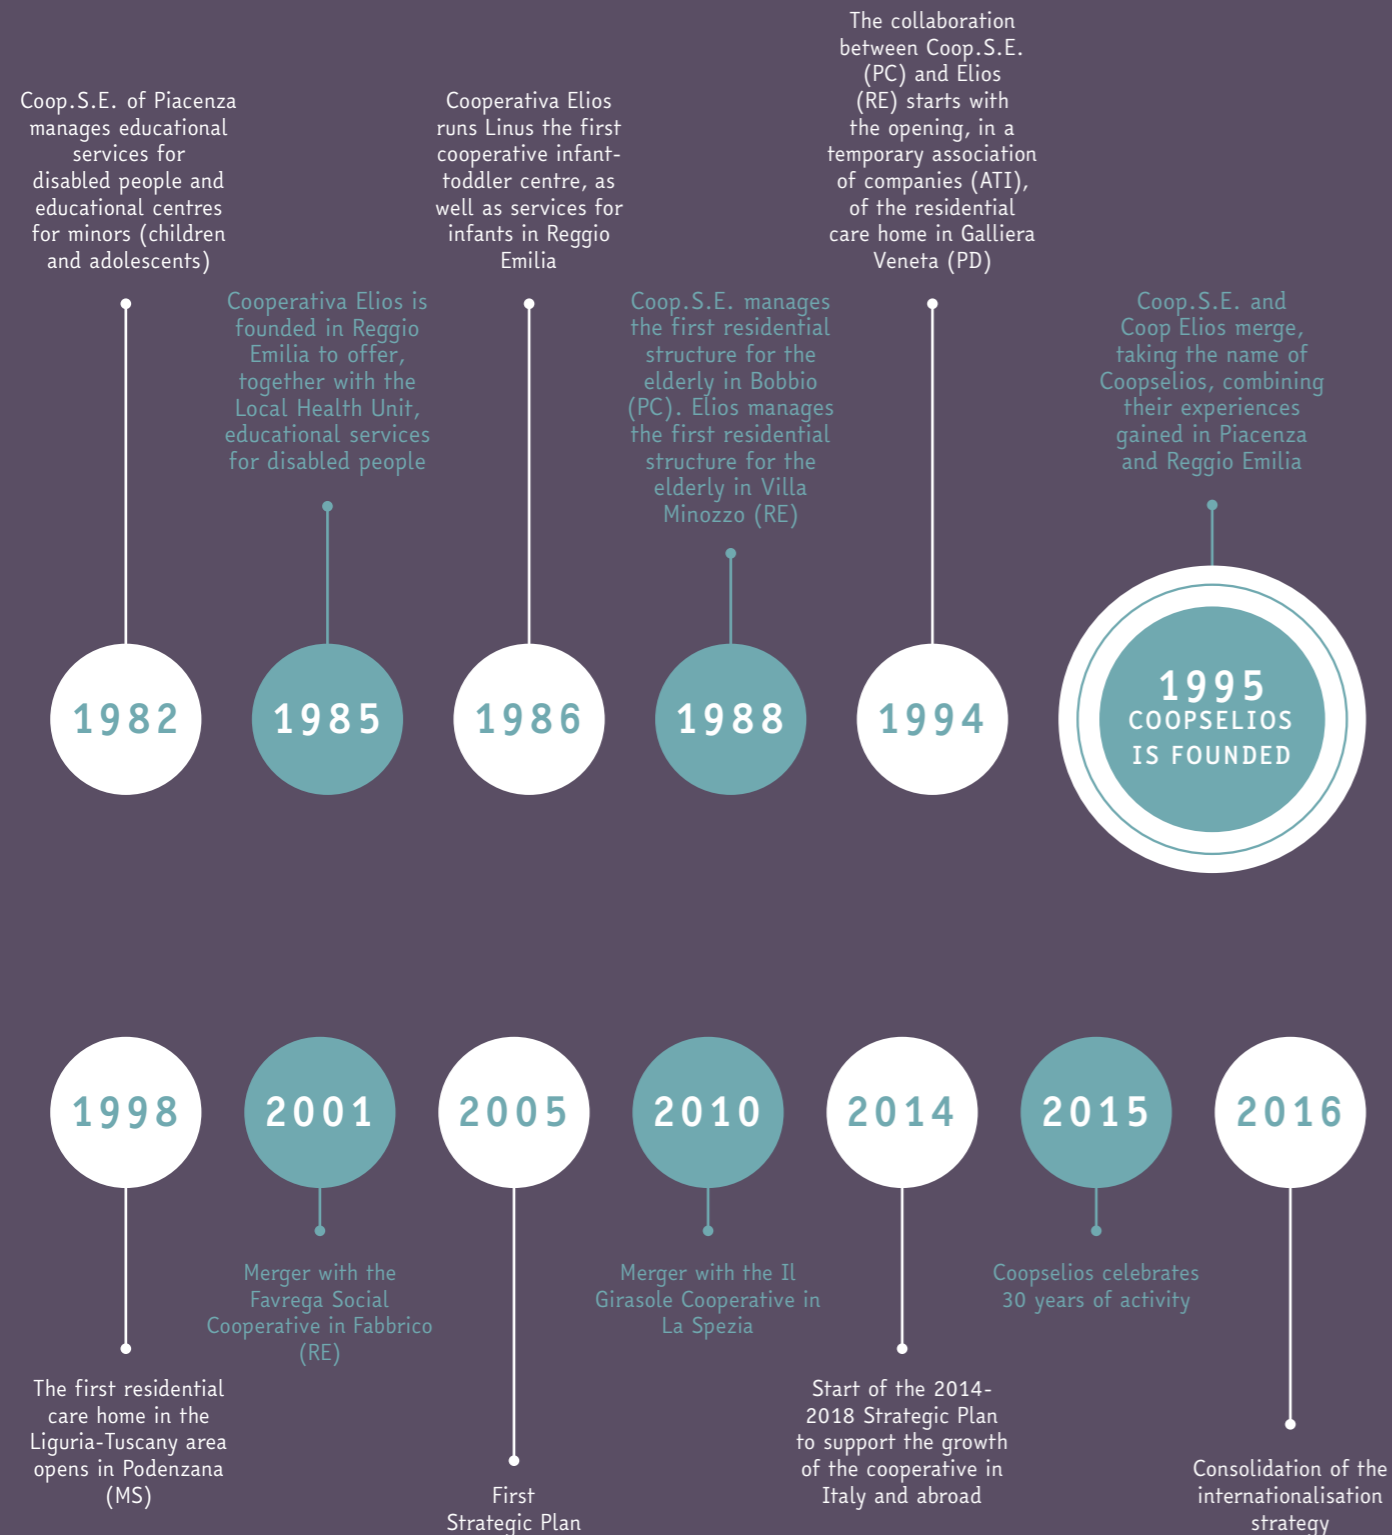 Coop.S.E. of Piacenza
manages educational
services for
disabled people and
educational centres
for minors (children
and adolescents)
1982
Cooperativa Elios is
founded in Reggio
Emilia to offer,
together with the
Local Health Unit,
educational services
for disabled people
1985
Cooperativa Elios
runs Linus the first
cooperative infant-
toddler centre, as
well as services for
infants in Reggio
Emilia
1986
Coop.S.E. manages
the first residential
structure for the
elderly in Bobbio
(PC). Elios manages
the first residential
structure for the
elderly in Villa
Minozzo (RE)
1988
The collaboration
between Coop.S.E.
(PC) and Elios
(RE) starts with
the opening, in a
temporary association
of companies (ATI),
of the residential
care home in Galliera
Veneta (PD)
1994
Coop.S.E. and
Coop Elios merge,
taking the name of
Coopselios, combining
their experiences
gained in Piacenza
and Reggio Emilia
1995
COOPSELIOS
IS FOUNDED
1998
The first residential
care home in the
Liguria-Tuscany area
opens in Podenzana
(MS)
2001
Merger with the
Favrega Social
Cooperative in Fabbrico
(RE)
2005
First
Strategic Plan
2010
Merger with the Il
Girasole Cooperative in
La Spezia
2014
Start of the 2014-
2018 Strategic Plan
to support the growth
of the cooperative in
Italy and abroad
2015
Coopselios celebrates
30 years of activity
2016
Consolidation of the
internationalisation
strategy